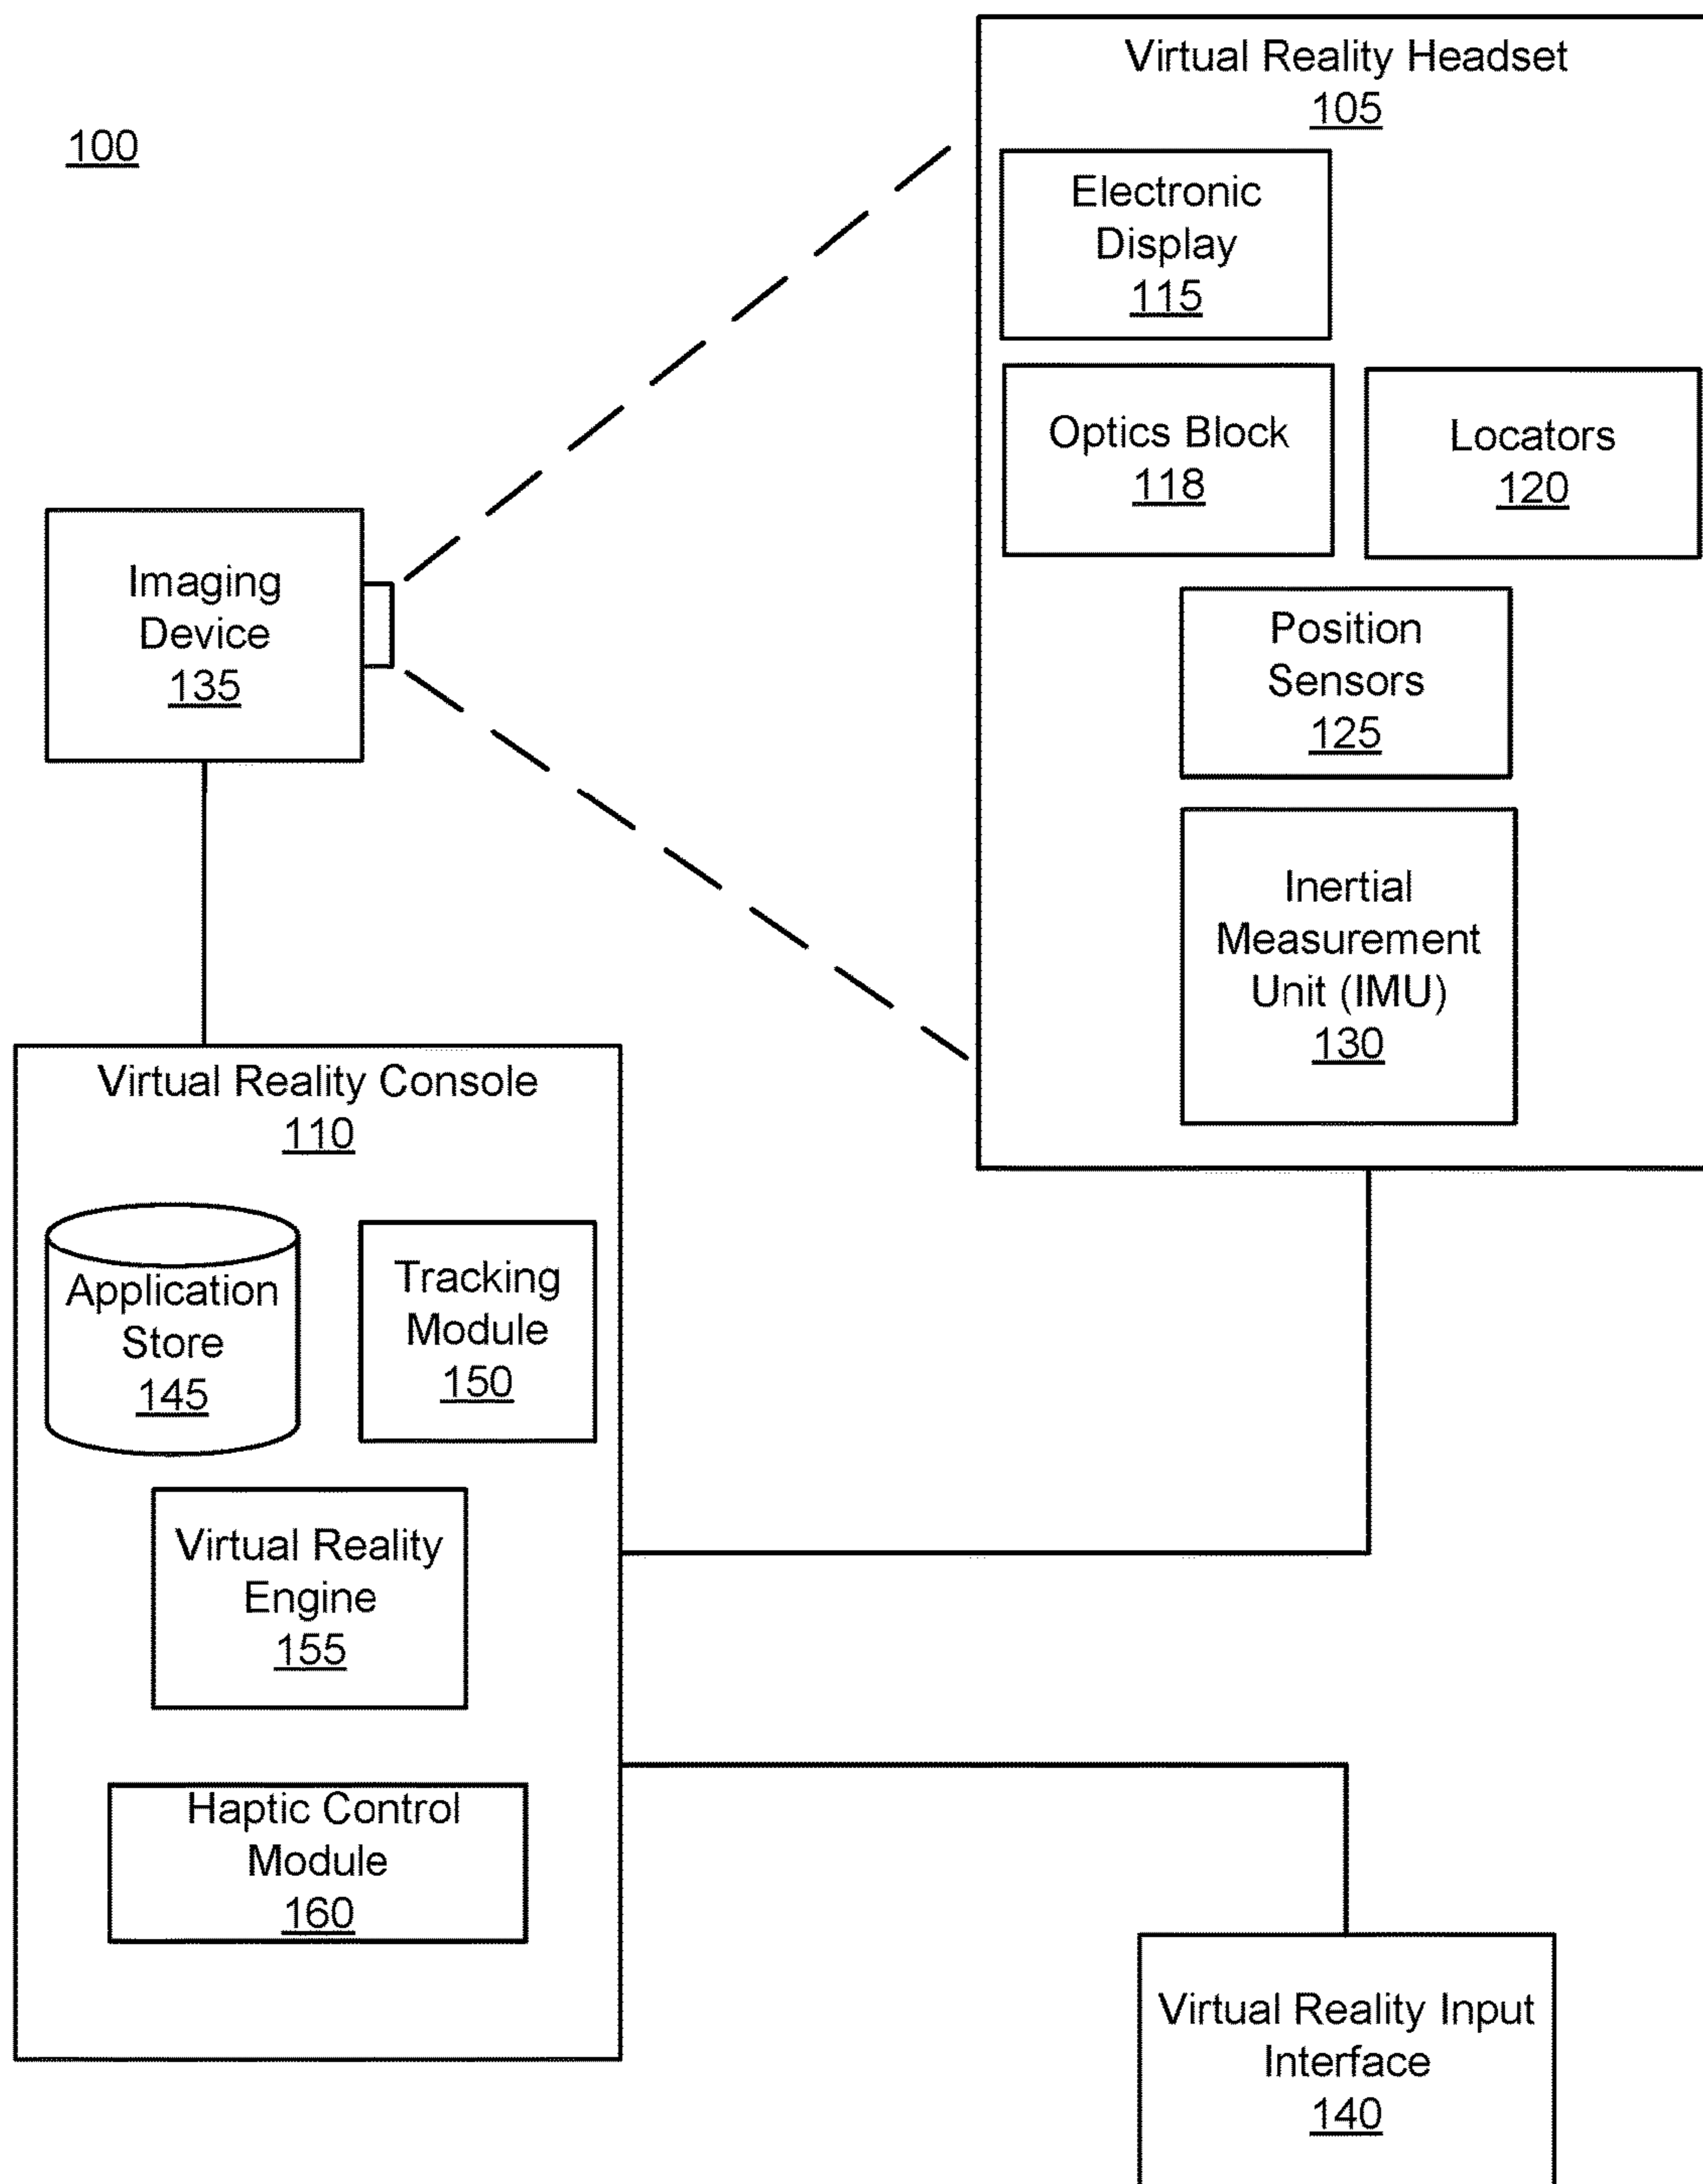 100
Virtual Reality Headset
105
Electronic
Display
115
Optics Block
118
Locators
120
Position
Sensors
125
Inertial
Measurement
Unit (IMU)
130
Imaging
Device
135
Virtual Reality Console
110
Application
Store
145
Tracking
Module
150
Virtual Reality
Engine
155
Haptic Control
Module
160
Virtual Reality Input
Interface
140